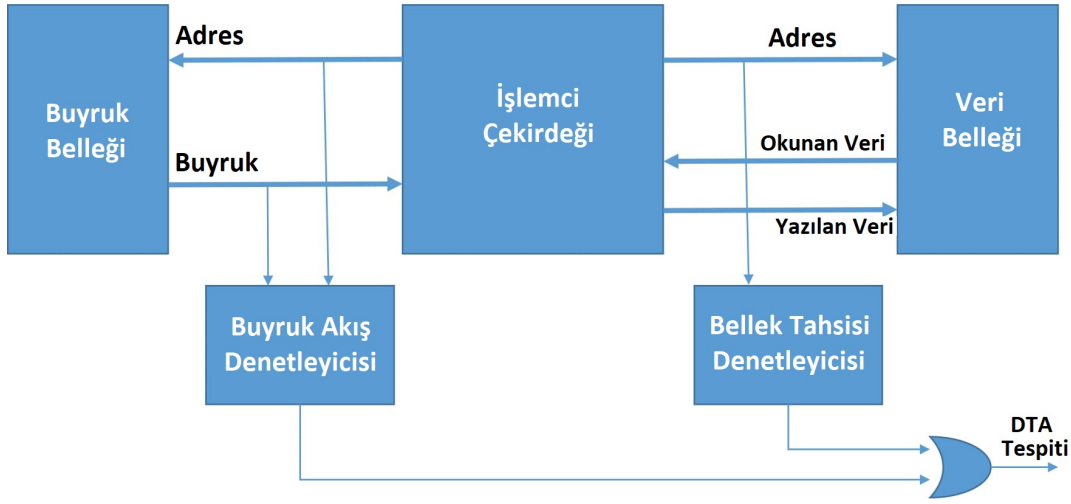 Buyruk
Belleği
Adres
Buyruk
İşlemci
Çekirdeği
Adres
Okunan Veri
Yazılan Veri
Veri
Belleği
Buyruk Akış
Denetleyicisi
Bellek Tahsisi
Denetleyicisi
DTA
Tespiti